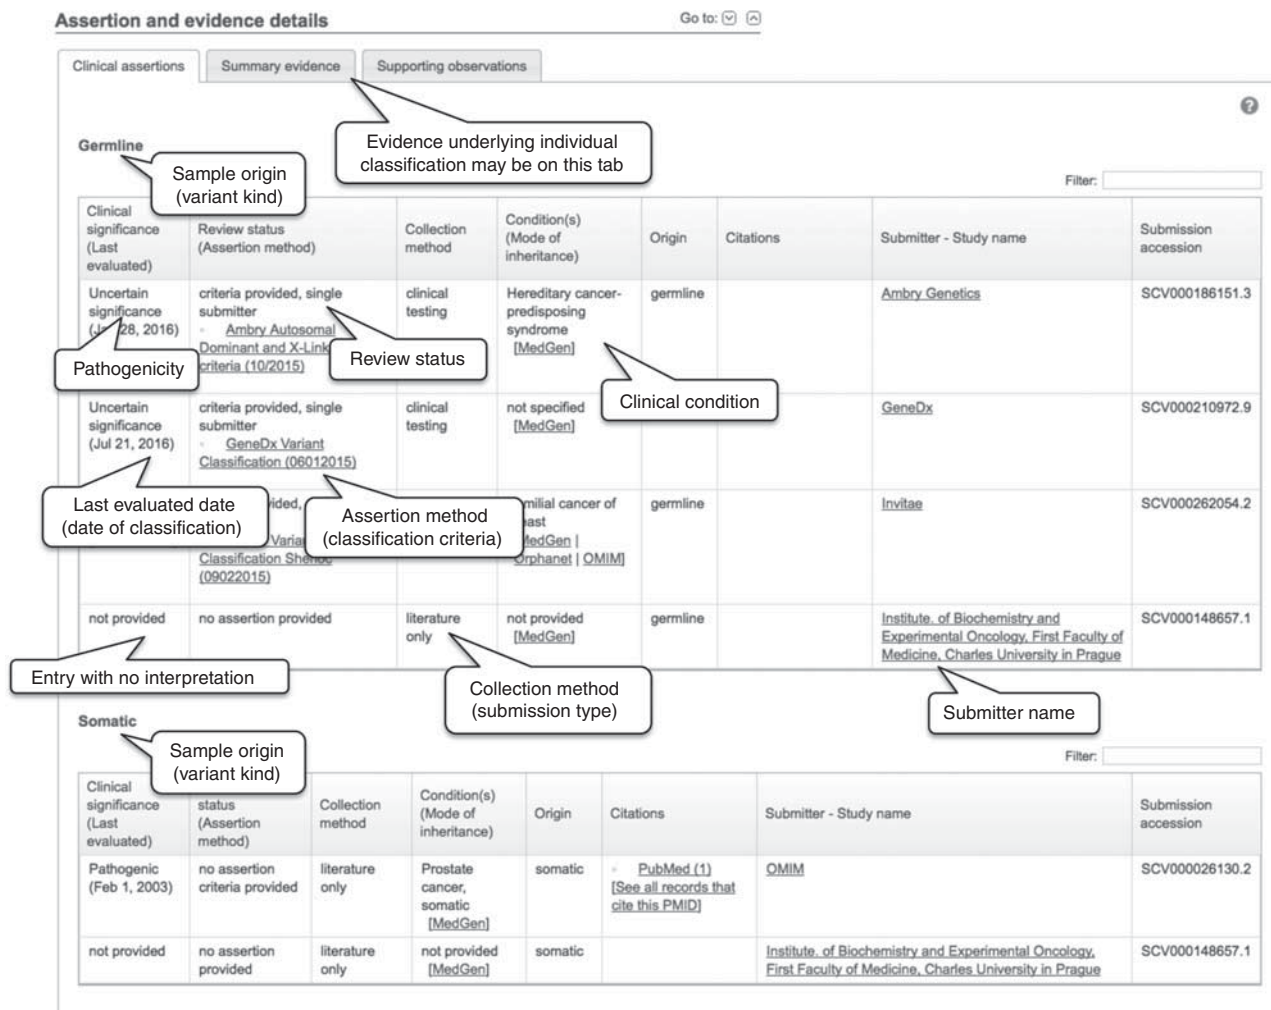 Assertion and evidence details
Go to:
Clinical assertions
Summary evidence
Supporting observations
?
Evidence underlying individual
classification may be on this tab
Germline
Sample origin
(variant kind)
Filter:
Clinical
significance
(Last
evaluated)
Review status
(Assertion method)
Collection
method
Condition(s)
(Mode of
inheritance)
Origin
Citations
Submitter - Study name
Submission
accession
Uncertain
significance
28, 2016)
criteria provided, single
submitter
Ambry Autosomal
Dominant and X-Link
criteria (10/2015)
clinical
testing
Hereditary cancer-
predisposing
syndrome
[MedGen]
germline
Ambry Genetics
SCV000186151.3
Pathogenicity
Review status
Clinical condition
Uncertain
significance
(Jul 21, 2016)
criteria provided, single
submitter
GeneDx Variant
Classification (06012015)
clinical
testing
not specified
[MedGen]
GeneDx
SCV000210972.9
Last evaluated date
(date of classification)
Assertion method
(classification criteria)
Classification
(09022015)
cancer of
MedGen |
Orphanet | OMIM]
germline
Invitae
SCV000262054.2
not provided
no assertion provided
literature
only
not provided
[MedGen]
germline
Institute. of Biochemistry and
Experimental Oncology, First Faculty of
Medicine, Charles University in Prague
SCV000148657.1
Entry with no interpretation
Collection method
(submission type)
Submitter name
Somatic
Sample origin
(variant kind)
Filter:
Clinical
significance
(Last
evaluated)
status
(Assertion
method)
Collection
method
Condition(s)
(Mode of
inheritance)
Origin
Citations
Submitter - Study name
Submission
accession
Pathogenic
(Feb 1, 2003)
no assertion
criteria provided
literature
only
Prostate
cancer,
somatic
[MedGen]
somatic
PubMed (1)
[See all records that
cite this PMID]
OMIM
SCV000026130.2
not provided
no assertion
provided
literature
only
not provided
[MedGen]
somatic
Institute. of Biochemistry and Experimental Oncology,
First Faculty of Medicine, Charles University in Prague
SCV000148657.1